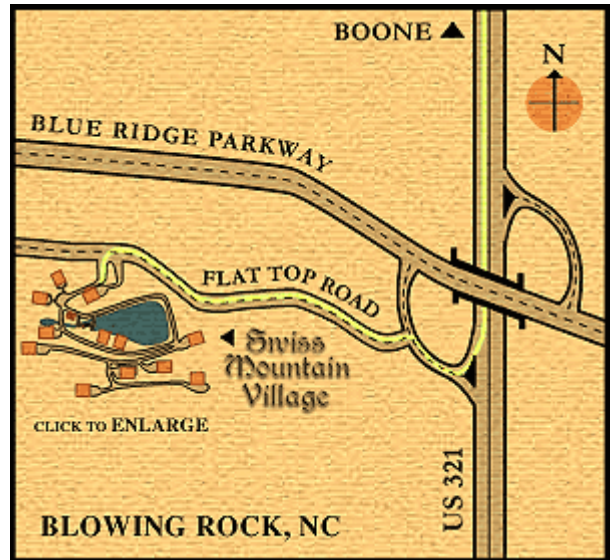 BOONE
N
BLUE RIDGE PARKWAY
FLAT TOP ROAD
Swiss
Mountain
Village
CLICK TO ENLARGE
US 321
BLOWING ROCK, NC